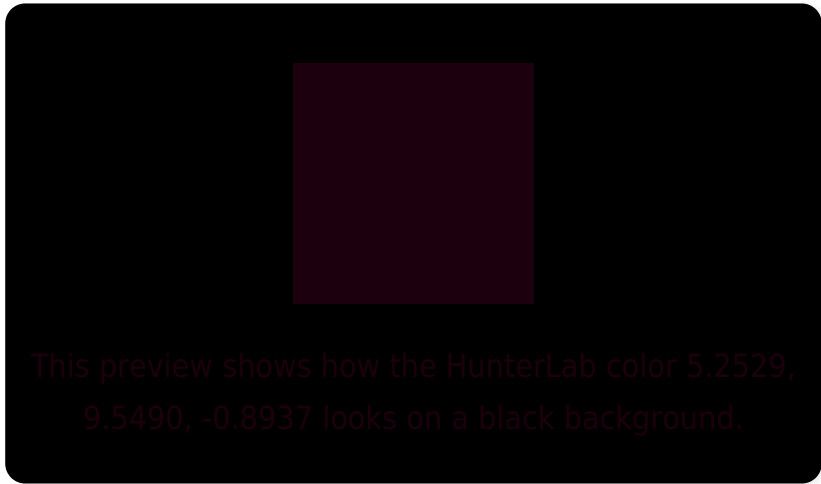 This preview shows how the HunterLab color 5.2529,
9.5490, -0.8937 looks on a black background.